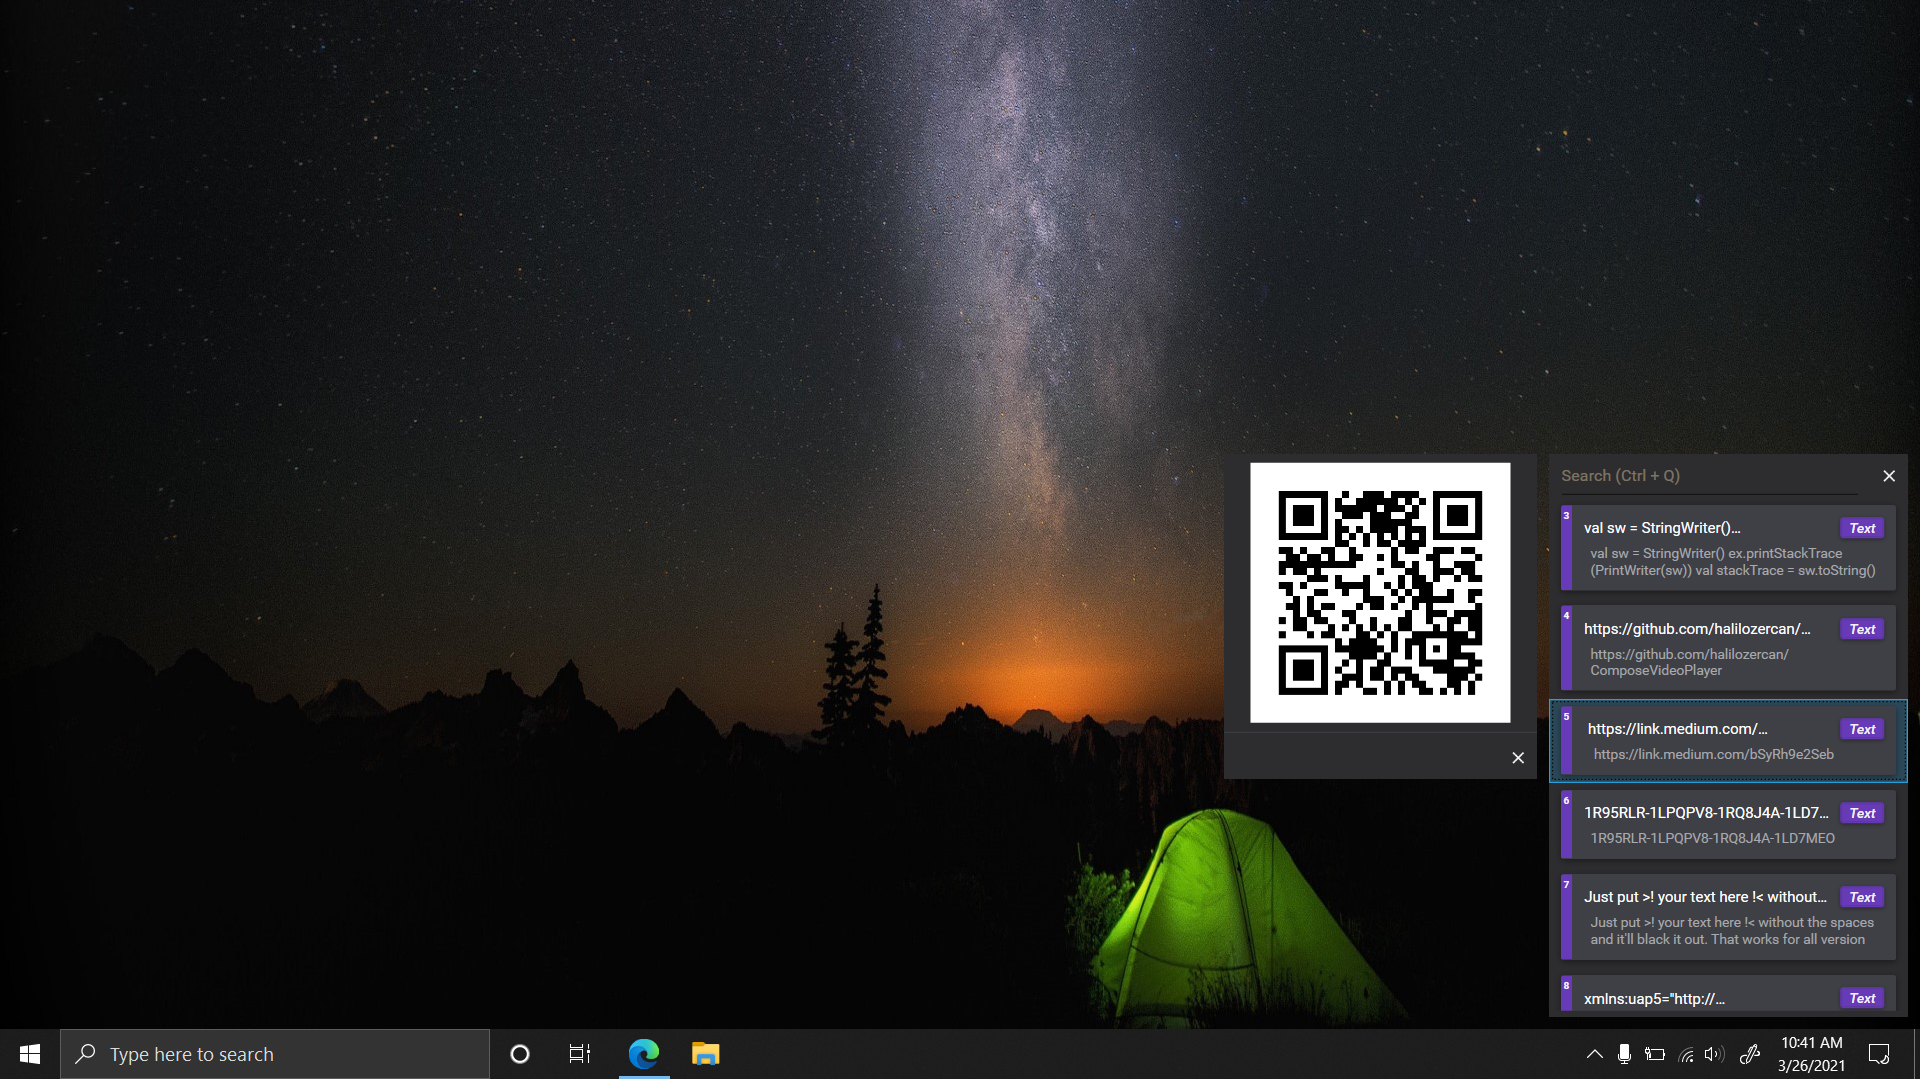 Search (Ctrl + Q)
3
val sw = StringWriter()...
Text
val sw = StringWriter() ex.printStackTrace
(PrintWriter(sw)) val stackTrace = sw.toString()
4
https://github.com/halilozercan/...
Text
https://github.com/halilozercan/
ComposeVideoPlayer
5
https://link.medium.com/...
Text
https://link.medium.com/bSyRh9e2Seb
6
1R95RLR-1LPQPV8-1RQ8J4A-1LD7...
Text
1R95RLR-1LPQPV8-1RQ8J4A-1LD7MEO
7
Just put >! your text here !< without...
Text
Just put >! your text here !< without the spaces
and it'll black it out. That works for all version
8
xmlns:uap5="http://...
Text
Type here to search
10:41 AM
3/26/2021